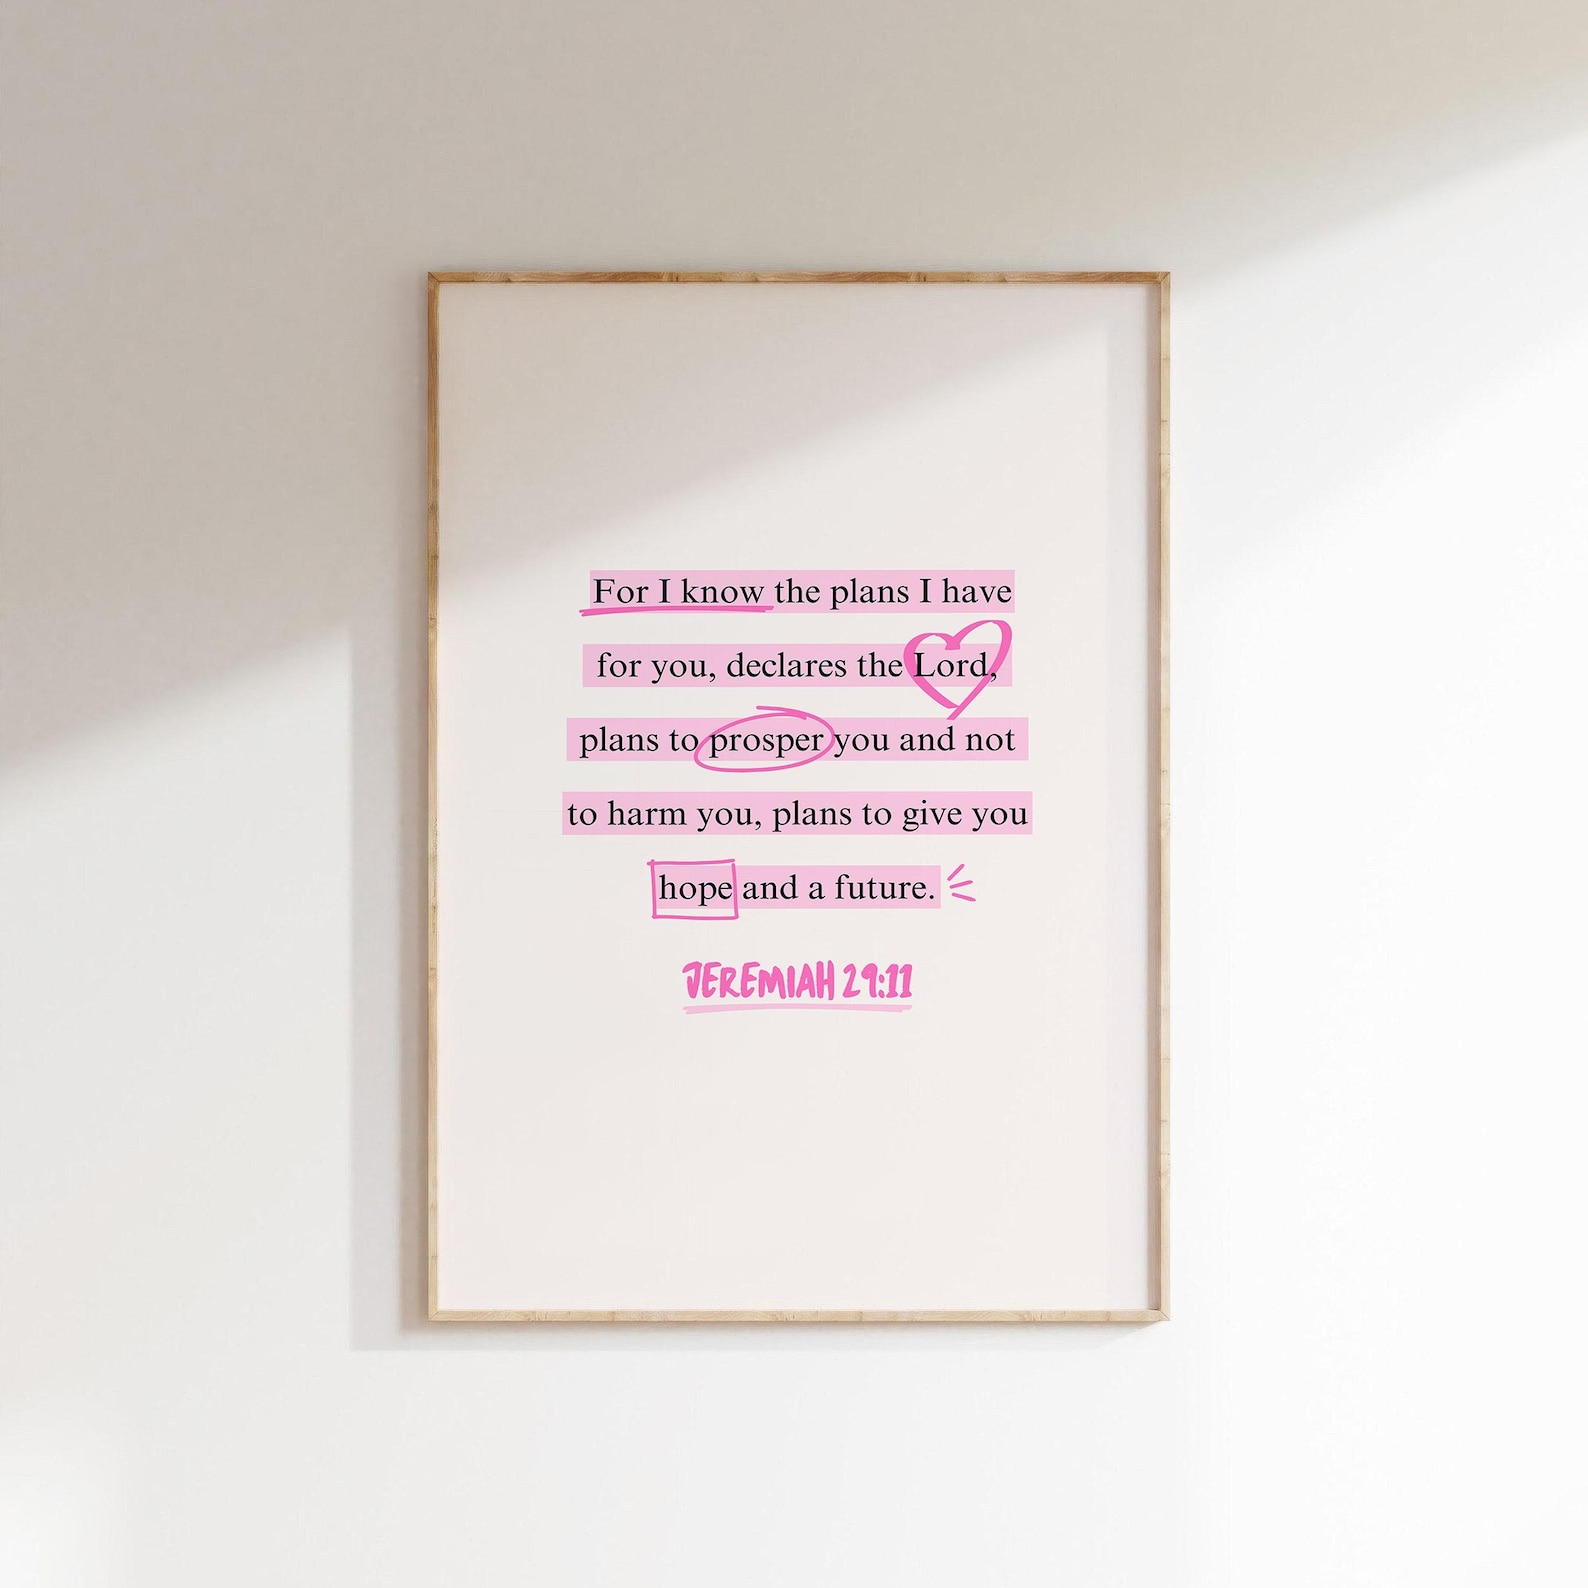 For I know the plans I have
for you, declares the Lord,
plans to prosper you and not
to harm you, plans to give you
hope and a future.
JEREMIAH 29:11